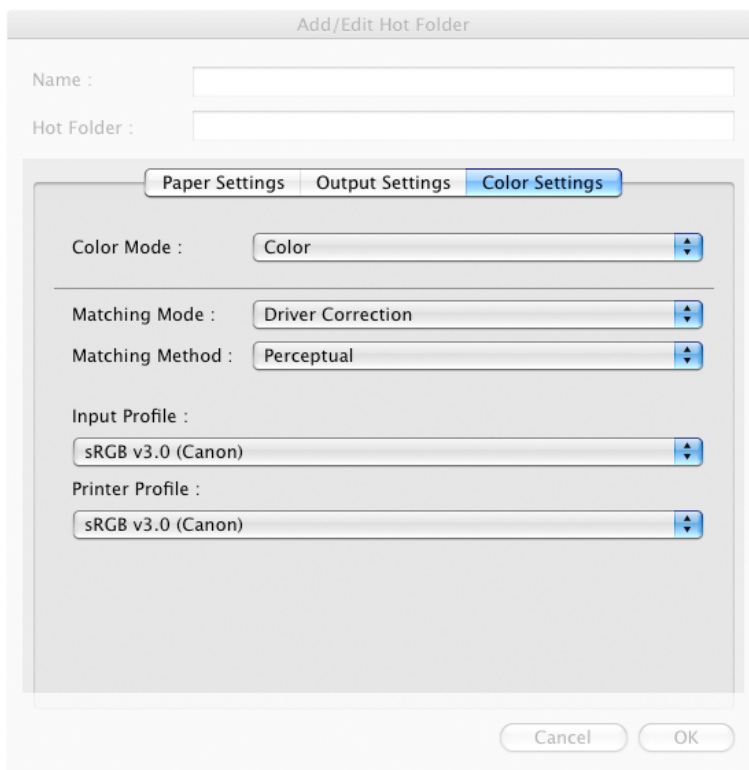 Add/Edit Hot Folder
Name :
Hot Folder :
Paper Settings Output Settings Color Settings
Color Mode : Color
Matching Mode : Driver Correction
Matching Method : Perceptual
Input Profile :
sRGB v3.0 (Canon)
Printer Profile :
sRGB v3.0 (Canon)
Cancel OK